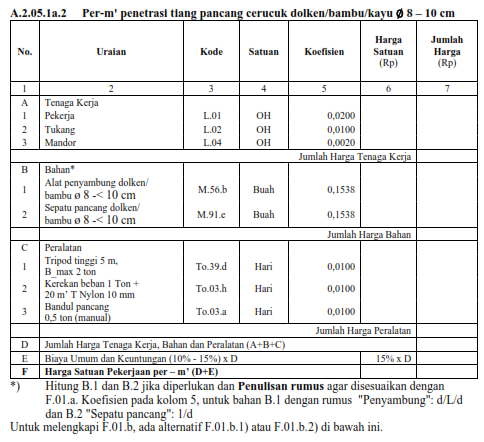 A.2.05.1a.2 Per-m' penetrasi tiang pancang cerucuk dolken/bambu/kayu Ø 8 – 10 cm
No. Uraian Kode Satuan Koefisien Harga Satuan (Rp) Jumlah Harga (Rp)
1 2 3 4 5 6 7
A Tenaga Kerja
1 Pekerja L.01 OH 0,0200
2 Tukang L.02 OH 0,0100
3 Mandor L.04 OH 0,0020
Jumlah Harga Tenaga Kerja
B Bahan*
1 Alat penyambung dolken/ bambu ø 8 -< 10 cm M.56.b Buah 0,1538
2 Sepatu pancang dolken/ bambu ø 8 -< 10 cm M.91.e Buah 0,1538
Jumlah Harga Bahan
C Peralatan
1 Tripod tinggi 5 m, B_max 2 ton To.39.d Hari 0,0100
2 Kerekan beban 1 Ton + 20 m' T Nylon 10 mm To.03.h Hari 0,0100
3 Bandul pancang 0,5 ton (manual) To.03.a Hari 0,0100
Jumlah Harga Peralatan
D Jumlah Harga Tenaga Kerja, Bahan dan Peralatan (A+B+C)
E Biaya Umum dan Keuntungan (10% - 15%) x D 15% x D
F Harga Satuan Pekerjaan per – m' (D+E)
*) Hitung B.1 dan B.2 jika diperlukan dan Penulisan rumus agar disesuaikan dengan
F.01.a. Koefisien pada kolom 5, untuk bahan B.1 dengan rumus "Penyambung": d/L/d
dan B.2 "Sepatu pancang": 1/d
Untuk melengkapi F.01.b, ada alternatif F.01.b.1) atau F.01.b.2) di bawah ini.